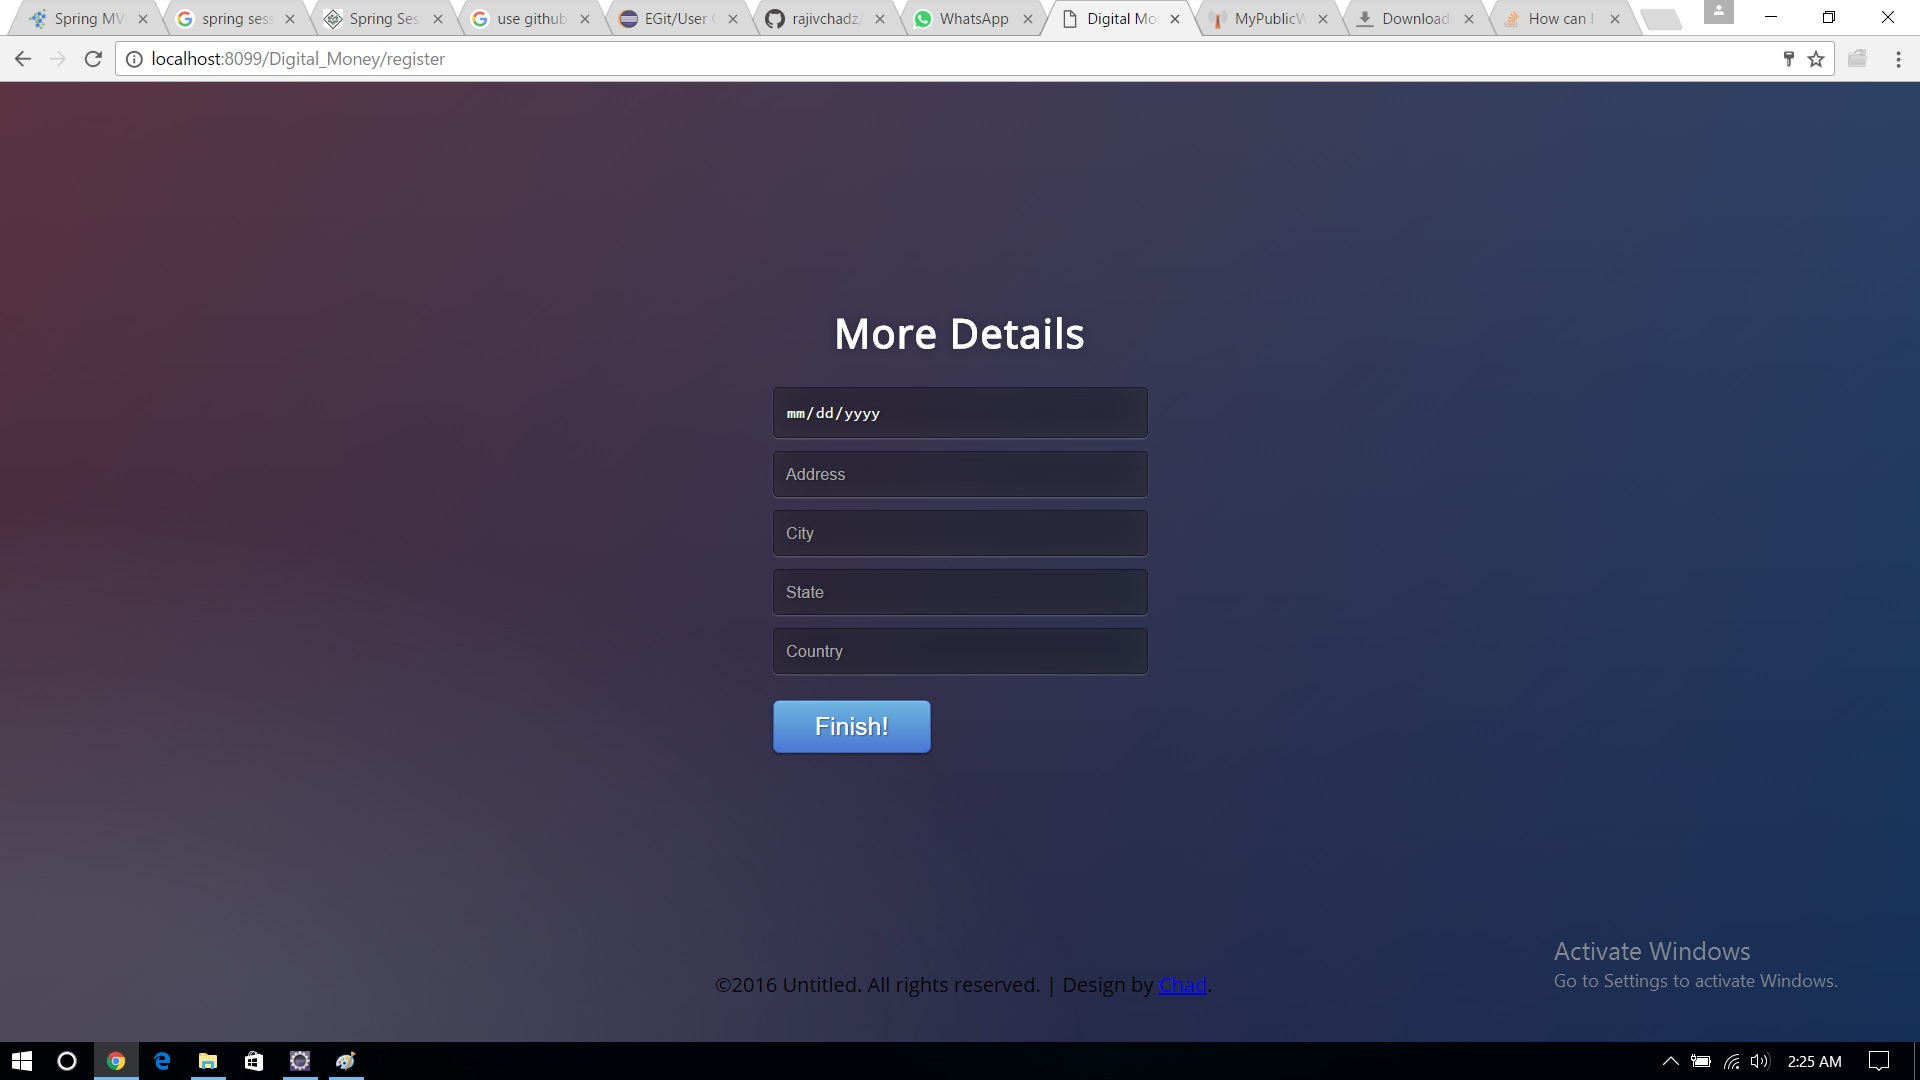 Spring MV
spring sess
Spring Ses
use github
EGit/User
rajivchadz/
WhatsApp
Digital Mo
MyPublicW
Download
How can I
localhost:8099/Digital_Money/register
More Details
mm/dd/yyyy
Address
City
State
Country
Finish!
Activate Windows
Go to Settings to activate Windows.
©2016 Untitled. All rights reserved. | Design by Chad.
2:25 AM